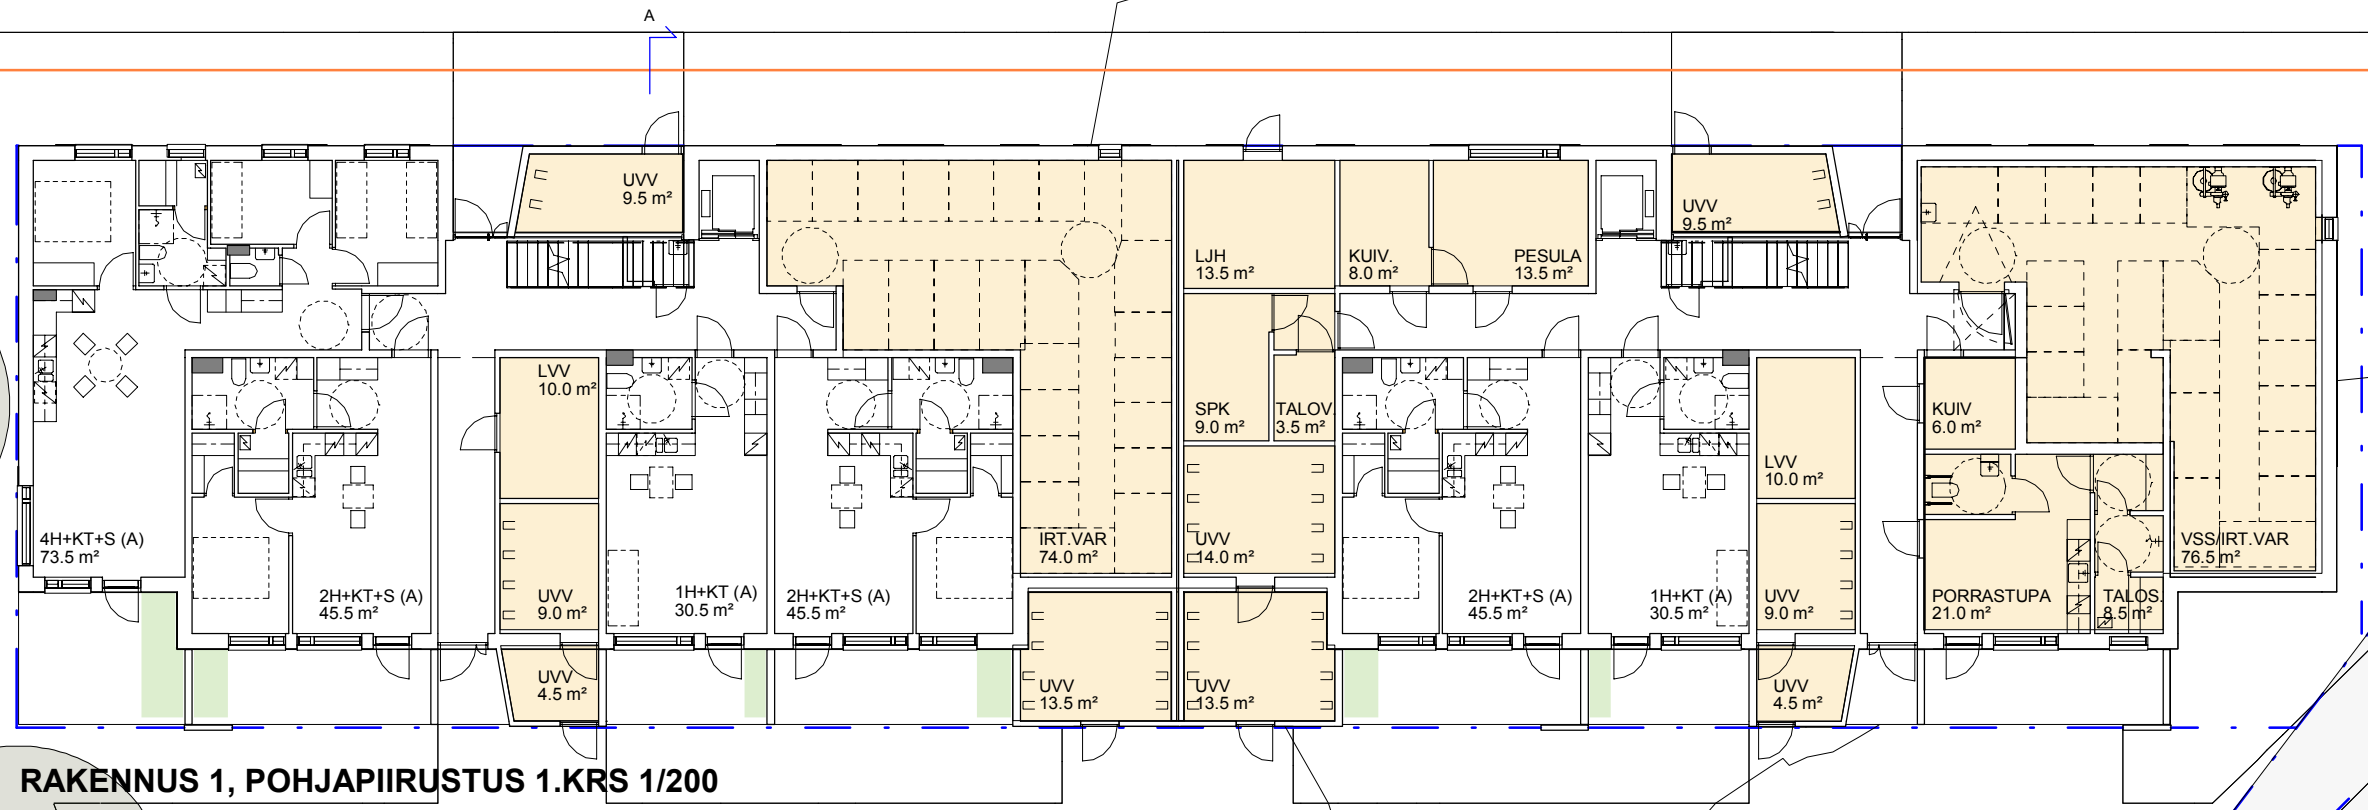 A
UVV
9.5 m²
UVV
9.5 m²
LJH
13.5 m²
KUIV.
8.0 m²
PESULA
13.5 m²
LVV
10.0 m²
SPK
9.0 m²
TALOV.
3.5 m²
KUIV
6.0 m²
LVV
10.0 m²
4H+KT+S (A)
73.5 m²
IRT.VAR
74.0 m²
UVV
14.0 m²
VSS/IRT.VAR
76.5 m²
2H+KT+S (A)
45.5 m²
UVV
9.0 m²
1H+KT (A)
30.5 m²
2H+KT+S (A)
45.5 m²
2H+KT+S (A)
45.5 m²
1H+KT (A)
30.5 m²
UVV
9.0 m²
PORRASTUPA
21.0 m²
TALOS.
8.5 m²
UVV
4.5 m²
UVV
13.5 m²
UVV
13.5 m²
UVV
4.5 m²
RAKENNUS 1, POHJAPIIRUSTUS 1.KRS 1/200